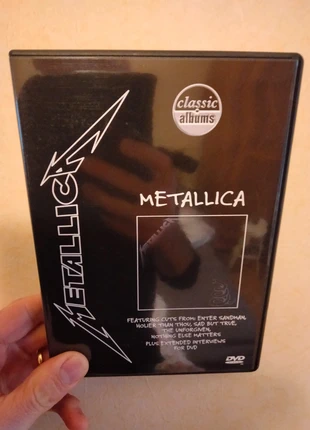 METALLICA
classic
albums
METALLICA
METALLICA
FEATURING CUTS FROM: ENTER SANDMAN,
HOLIER THAN THOU, SAD BUT TRUE,
THE UNFORGIVEN,
NOTHING ELSE MATTERS
PLUS EXTENDED INTERVIEWS
FOR DVD
DVD